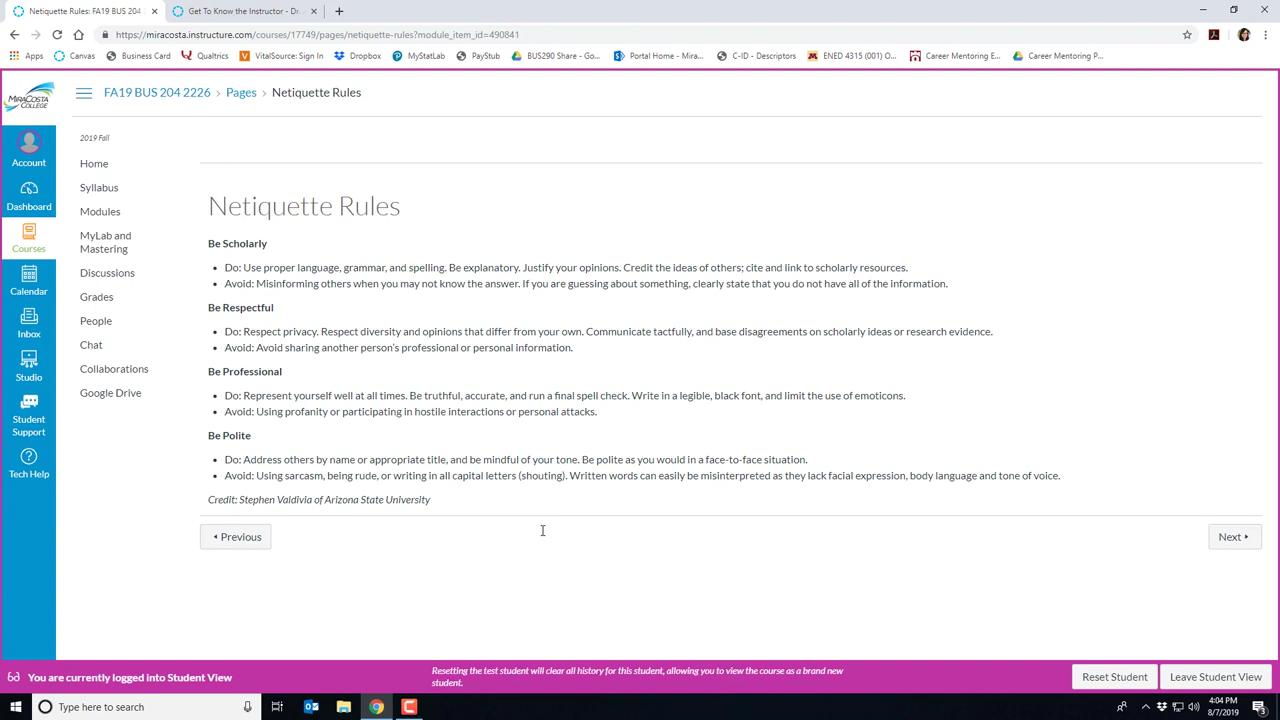 Netiquette Rules: FA19 BUS 204
Get To Know the Instructor - Dr.
https://miracosta.instructure.com/courses/17749/pages/netiquette-rules?module_item_id=490841
Apps
Canvas
Business Card
Qualtrics
VitalSource: Sign In
Dropbox
MyStatLab
PayStub
BUS290 Share - Go...
Portal Home - Mira...
C-ID - Descriptors
ENED 4315 (001) O...
Career Mentoring E...
Career Mentoring P...
MIRACOSTA
COLLEGE
FA19 BUS 204 2226 › Pages › Netiquette Rules
Account
Dashboard
Courses
Calendar
Inbox
Studio
Student
Support
Tech Help
2019 Fall
Home
Syllabus
Modules
MyLab and
Mastering
Discussions
Grades
People
Chat
Collaborations
Google Drive
Netiquette Rules
Be Scholarly
• Do: Use proper language, grammar, and spelling. Be explanatory. Justify your opinions. Credit the ideas of others; cite and link to scholarly resources.
• Avoid: Misinforming others when you may not know the answer. If you are guessing about something, clearly state that you do not have all of the information.
Be Respectful
• Do: Respect privacy. Respect diversity and opinions that differ from your own. Communicate tactfully, and base disagreements on scholarly ideas or research evidence.
• Avoid: Avoid sharing another person's professional or personal information.
Be Professional
• Do: Represent yourself well at all times. Be truthful, accurate, and run a final spell check. Write in a legible, black font, and limit the use of emoticons.
• Avoid: Using profanity or participating in hostile interactions or personal attacks.
Be Polite
• Do: Address others by name or appropriate title, and be mindful of your tone. Be polite as you would in a face-to-face situation.
• Avoid: Using sarcasm, being rude, or writing in all capital letters (shouting). Written words can easily be misinterpreted as they lack facial expression, body language and tone of voice.
Credit: Stephen Valdivia of Arizona State University
Previous
Next
You are currently logged into Student View
Resetting the test student will clear all history for this student, allowing you to view the course as a brand new
student.
Reset Student
Leave Student View
Type here to search
4:04 PM
8/7/2019
3